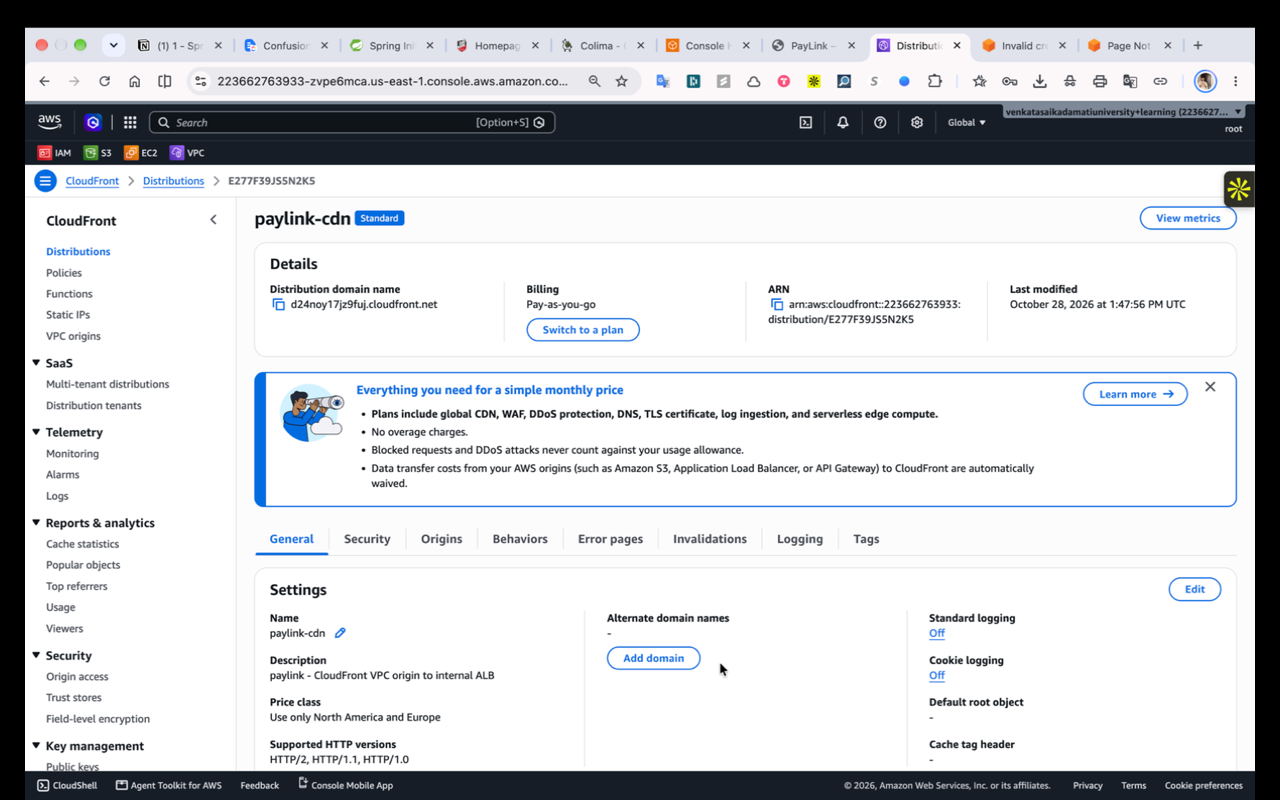 (1) 1 - Spr
Confusion
Spring Ini
Homepag
Colima -
Console H
PayLink –
Distributi
Invalid cr
Page Not
223662763933-zvpe6mca.us-east-1.console.aws.amazon.co...
aws
Search
[Option+S]
Global
venkatasaikadamatiuniversity+learning (2236627...
root
IAM
S3
EC2
VPC
CloudFront > Distributions > E277F39JS5N2K5
CloudFront
Distributions
Policies
Functions
Static IPs
VPC origins
SaaS
Multi-tenant distributions
Distribution tenants
Telemetry
Monitoring
Alarms
Logs
Reports & analytics
Cache statistics
Popular objects
Top referrers
Usage
Viewers
Security
Origin access
Trust stores
Field-level encryption
Key management
Public keys
paylink-cdn
Standard
View metrics
Details
Distribution domain name
d24noy17jz9fuj.cloudfront.net
Billing
Pay-as-you-go
Switch to a plan
ARN
arn:aws:cloudfront::223662763933:
distribution/E277F39JS5N2K5
Last modified
October 28, 2026 at 1:47:56 PM UTC
Everything you need for a simple monthly price
Learn more
• Plans include global CDN, WAF, DDoS protection, DNS, TLS certificate, log ingestion, and serverless edge compute.
• No overage charges.
• Blocked requests and DDoS attacks never count against your usage allowance.
• Data transfer costs from your AWS origins (such as Amazon S3, Application Load Balancer, or API Gateway) to CloudFront are automatically
waived.
General
Security
Origins
Behaviors
Error pages
Invalidations
Logging
Tags
Settings
Edit
Name
paylink-cdn
Description
paylink - CloudFront VPC origin to internal ALB
Price class
Use only North America and Europe
Supported HTTP versions
HTTP/2, HTTP/1.1, HTTP/1.0
Alternate domain names
-
Add domain
Standard logging
Off
Cookie logging
Off
Default root object
-
Cache tag header
-
CloudShell
Agent Toolkit for AWS
Feedback
Console Mobile App
© 2026, Amazon Web Services, Inc. or its affiliates.
Privacy
Terms
Cookie preferences